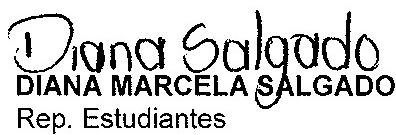 Diana Salgado
DIANA MARCELA SALGADO
Rep. Estudiantes